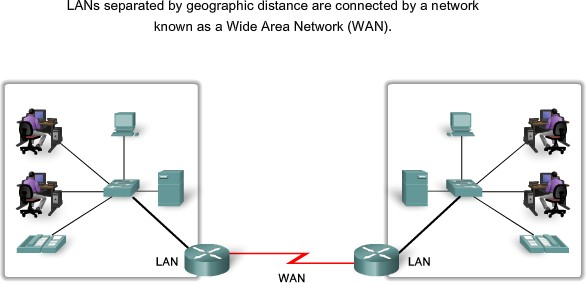 LANs separated by geographic distance are connected by a network
known as a Wide Area Network (WAN).
LAN
WAN
LAN